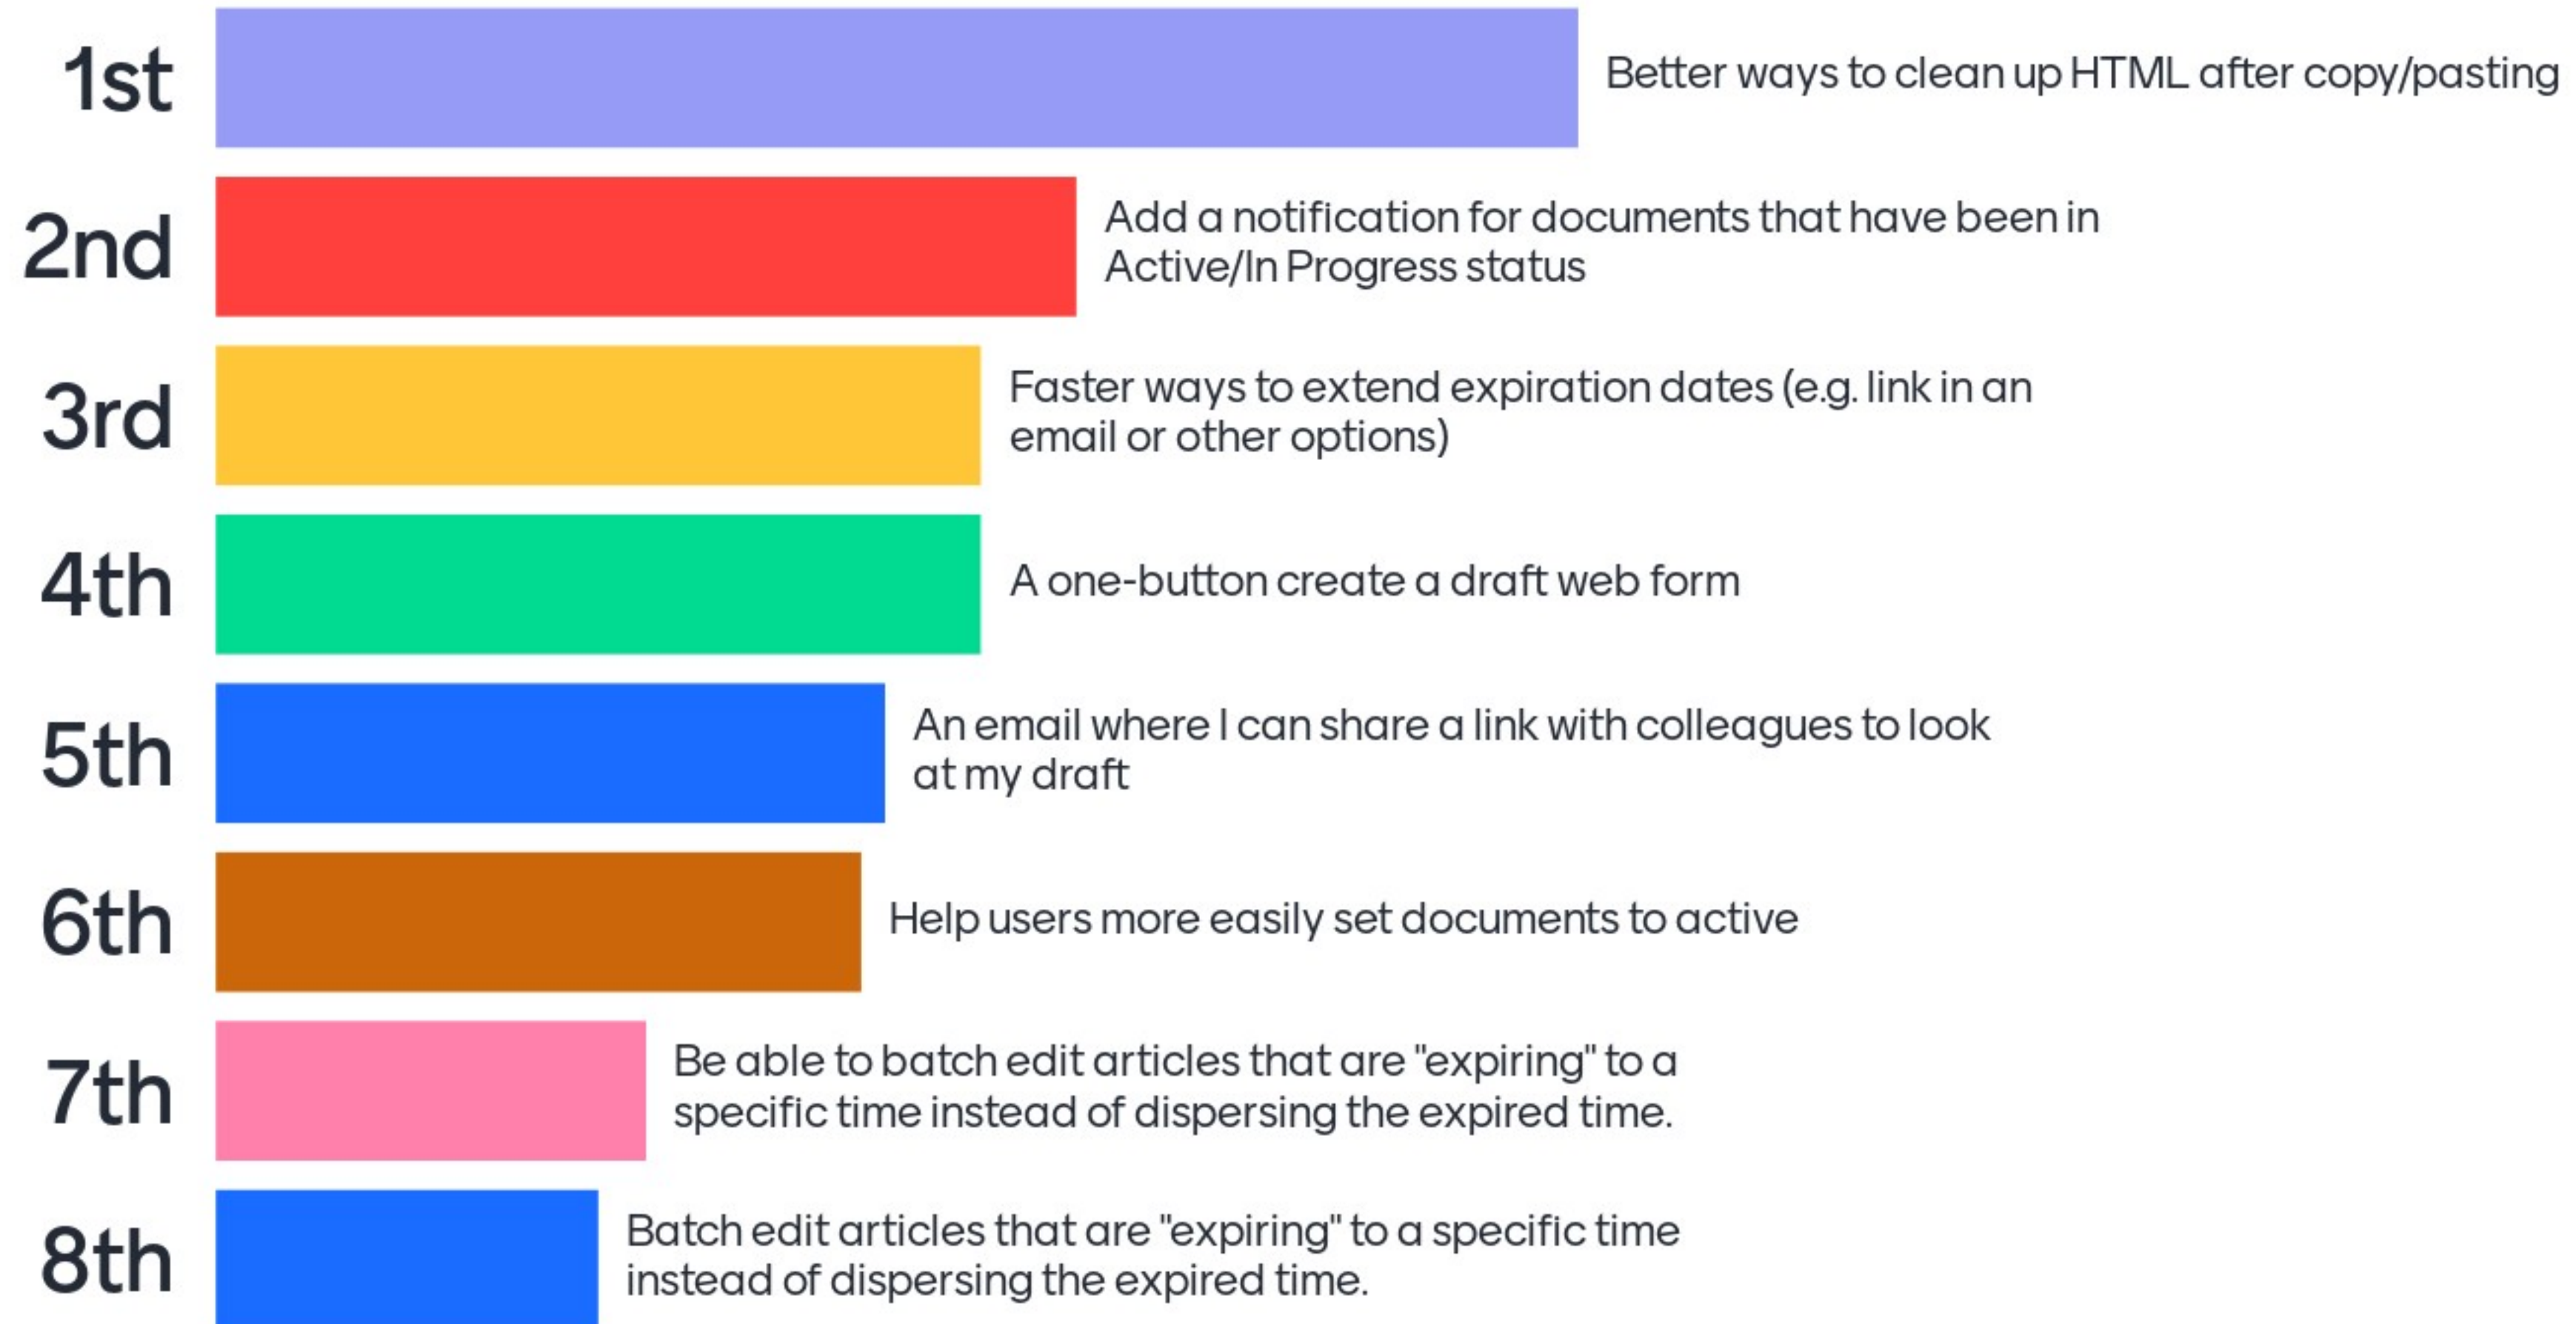 1st
Better ways to clean up HTML after copy/pasting
2nd
Add a notification for documents that have been in
Active/In Progress status
3rd
Faster ways to extend expiration dates (e.g. link in an
email or other options)
4th
A one-button create a draft web form
5th
An email where I can share a link with colleagues to look
at my draft
6th
Help users more easily set documents to active
7th
Be able to batch edit articles that are "expiring" to a
specific time instead of dispersing the expired time.
8th
Batch edit articles that are "expiring" to a specific time
instead of dispersing the expired time.